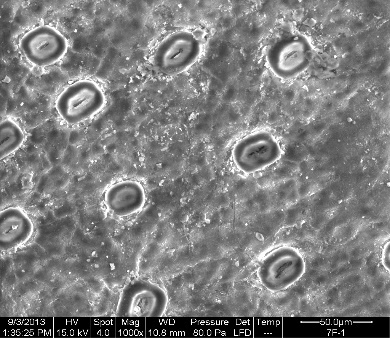 9/3/2013 HV Spot Mag WD Pressure Det Temp 50.0µm
1:35:25 PM 15.0 kV 4.0 1000x 10.8 mm 80.0 Pa LFD --- 7F-1